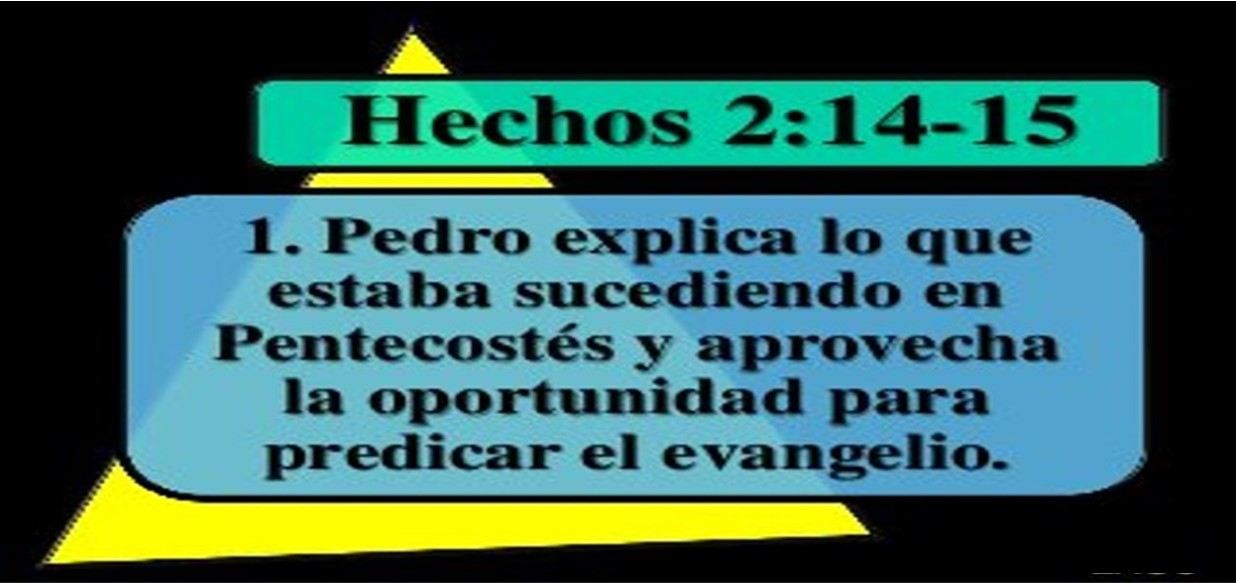 Hechos 2:14-15
1. Pedro explica lo que
estaba sucediendo en
Pentecostés y aprovecha
la oportunidad para
predicar el evangelio.